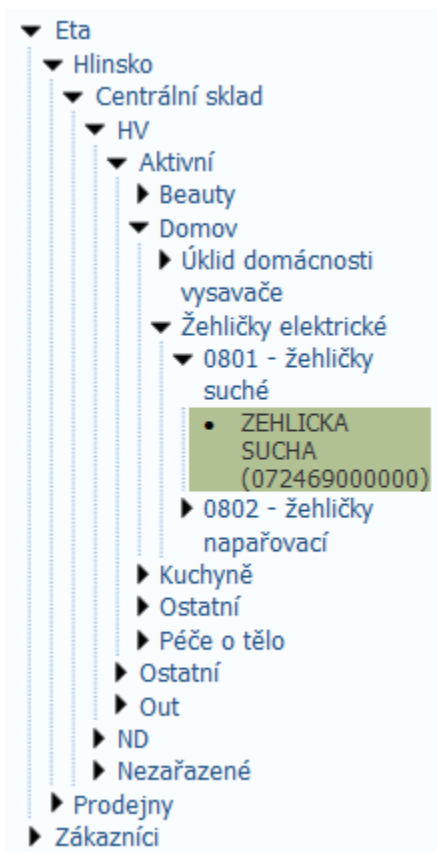 Eta
Hlinsko
Centrální sklad
HV
Aktivní
Beauty
Domov
Úklid domácnosti
vysavače
Žehličky elektrické
0801 - žehličky
suché
ZEHLICKA
SUCHA
(072469000000)
0802 - žehličky
napařovací
Kuchyně
Ostatní
Péče o tělo
Ostatní
Out
ND
Nezařazené
Prodejny
Zákazníci